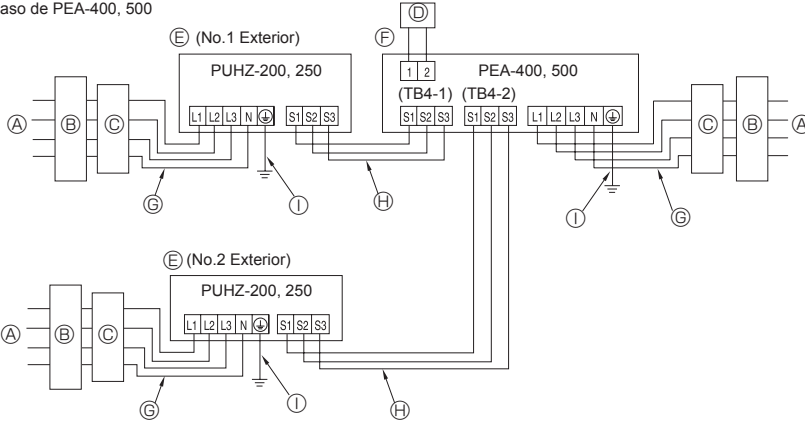 aso de PEA-400, 500
Ⓓ
Ⓔ (No.1 Exterior)
Ⓕ
PUHZ-200, 250
1 2
PEA-400, 500
(TB4-1) (TB4-2)
L1 L2 L3 N ⏚ S1 S2 S3
S1 S2 S3 S1 S2 S3 L1 L2 L3 N ⏚
Ⓐ Ⓑ Ⓒ
Ⓒ Ⓑ Ⓐ
Ⓖ Ⓘ Ⓗ Ⓘ Ⓖ
Ⓔ (No.2 Exterior)
PUHZ-200, 250
L1 L2 L3 N ⏚ S1 S2 S3
Ⓐ Ⓑ Ⓒ
Ⓖ Ⓘ Ⓗ